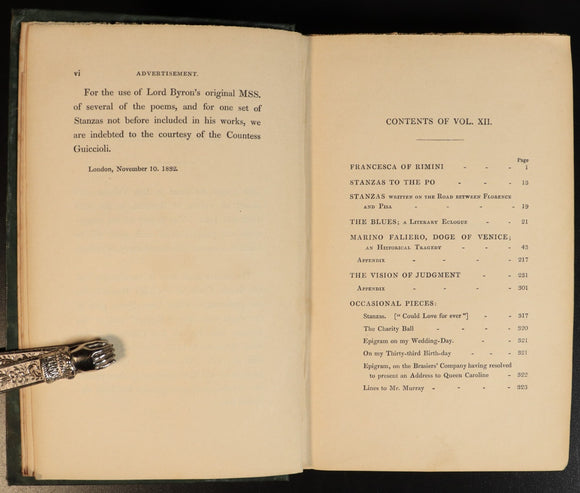 vi
ADVERTISEMENT.
For the use of Lord Byron's original MSS.
of several of the poems, and for one set of
Stanzas not before included in his works, we
are indebted to the courtesy of the Countess
Guiccioli.
London, November 10. 1832.
CONTENTS OF VOL. XII.
Page
FRANCESCA OF RIMINI - - - 1
STANZAS TO THE PO - - - 13
STANZAS WRITTEN ON THE ROAD BETWEEN FLORENCE
AND PISA - - - - 19
THE BLUES; A LITERARY ECLOGUE - - 21
MARINO FALIERO, DOGE OF VENICE;
AN HISTORICAL TRAGEDY - - - 43
APPENDIX - - - - 217
THE VISION OF JUDGMENT - - 231
APPENDIX - - - - 301
OCCASIONAL PIECES:
Stanzas. ["Could Love for ever"] - - 317
The Charity Ball - - - - 320
Epigram on my Wedding-Day. - - 321
On my Thirty-third Birth-day - - - 321
Epigram, on the Brasiers' Company having resolved
to present an Address to Queen Caroline - 322
Lines to Mr. Murray - - - - 323